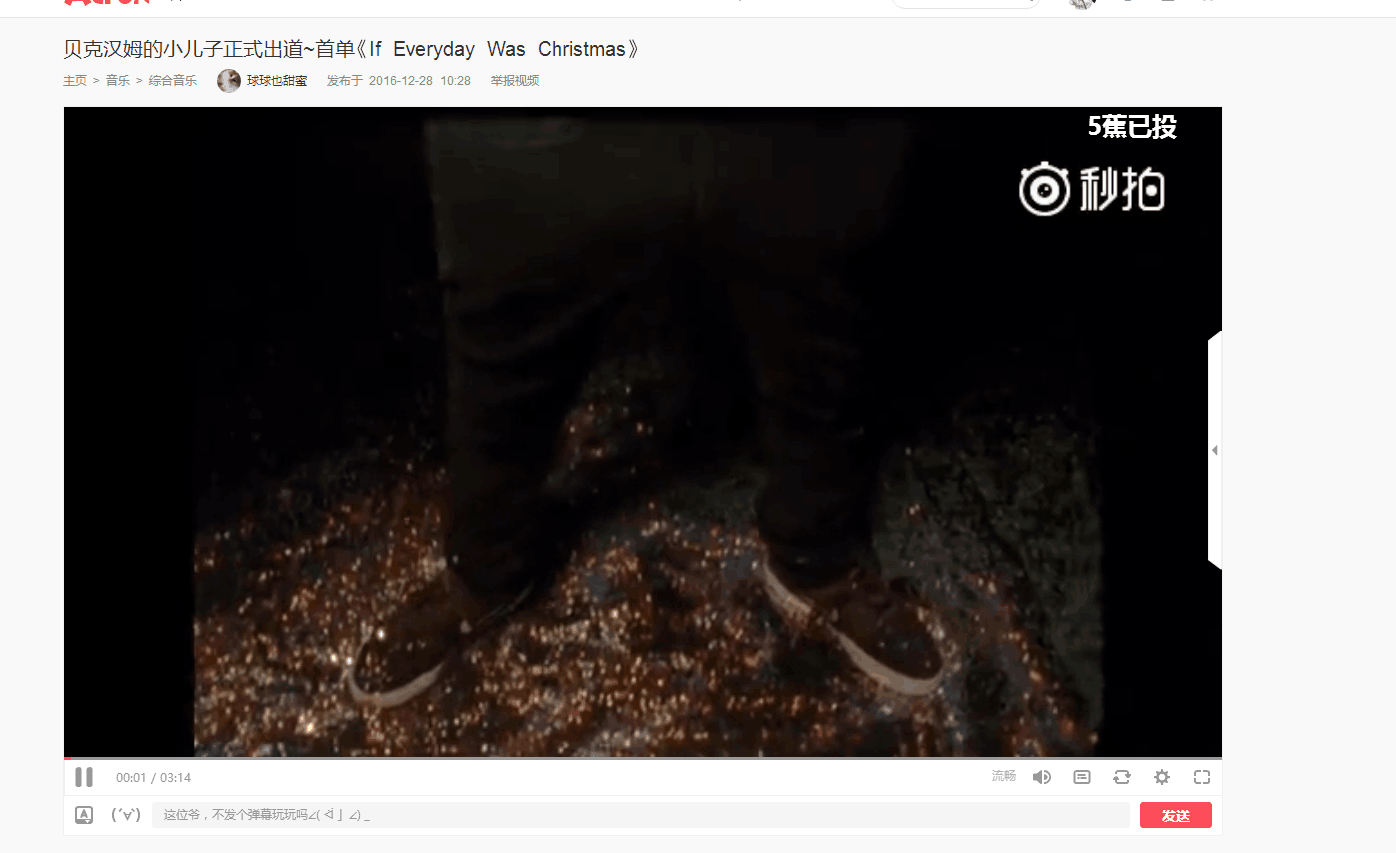 贝克汉姆的小儿子正式出道~首单《If Everyday Was Christmas》
主页 > 音乐 > 综合音乐 球球也甜蜜 发布于 2016-12-28 10:28 举报视频
5蕉已投
秒拍
00:01 / 03:14 流畅
(´∀`) 这位爷，不发个弹幕玩玩吗∠( ᐛ 」∠)_ 发送